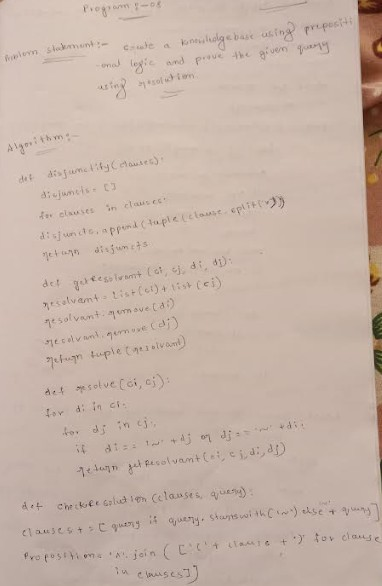 Program :- 08
Problem statement :- create a knowledgebase using propositi
-onal logic and prove the given query
using resolution.
Algorithm :-
def disjunctify(clauses):
disjuncts = []
for clauses in clauses:
disjuncts.append(tuple(clause.split('v')))
return disjuncts
def getResolvant(ci, cj, di, dj):
resolvant = list(ci) + list(cj)
resolvant.remove(di)
resolvant.remove(dj)
return tuple(resolvant)
def resolve(ci, cj):
for di in ci:
for dj in cj:
if di == '~' + dj or dj == '~' + di:
return getResolvant(ci, cj, di, dj)
def checkResolution(clauses, query):
clauses += [query if query.startswith('~') else '~' + query]
proposition = '^'.join(['(' + clause + ')' for clause
in clauses])